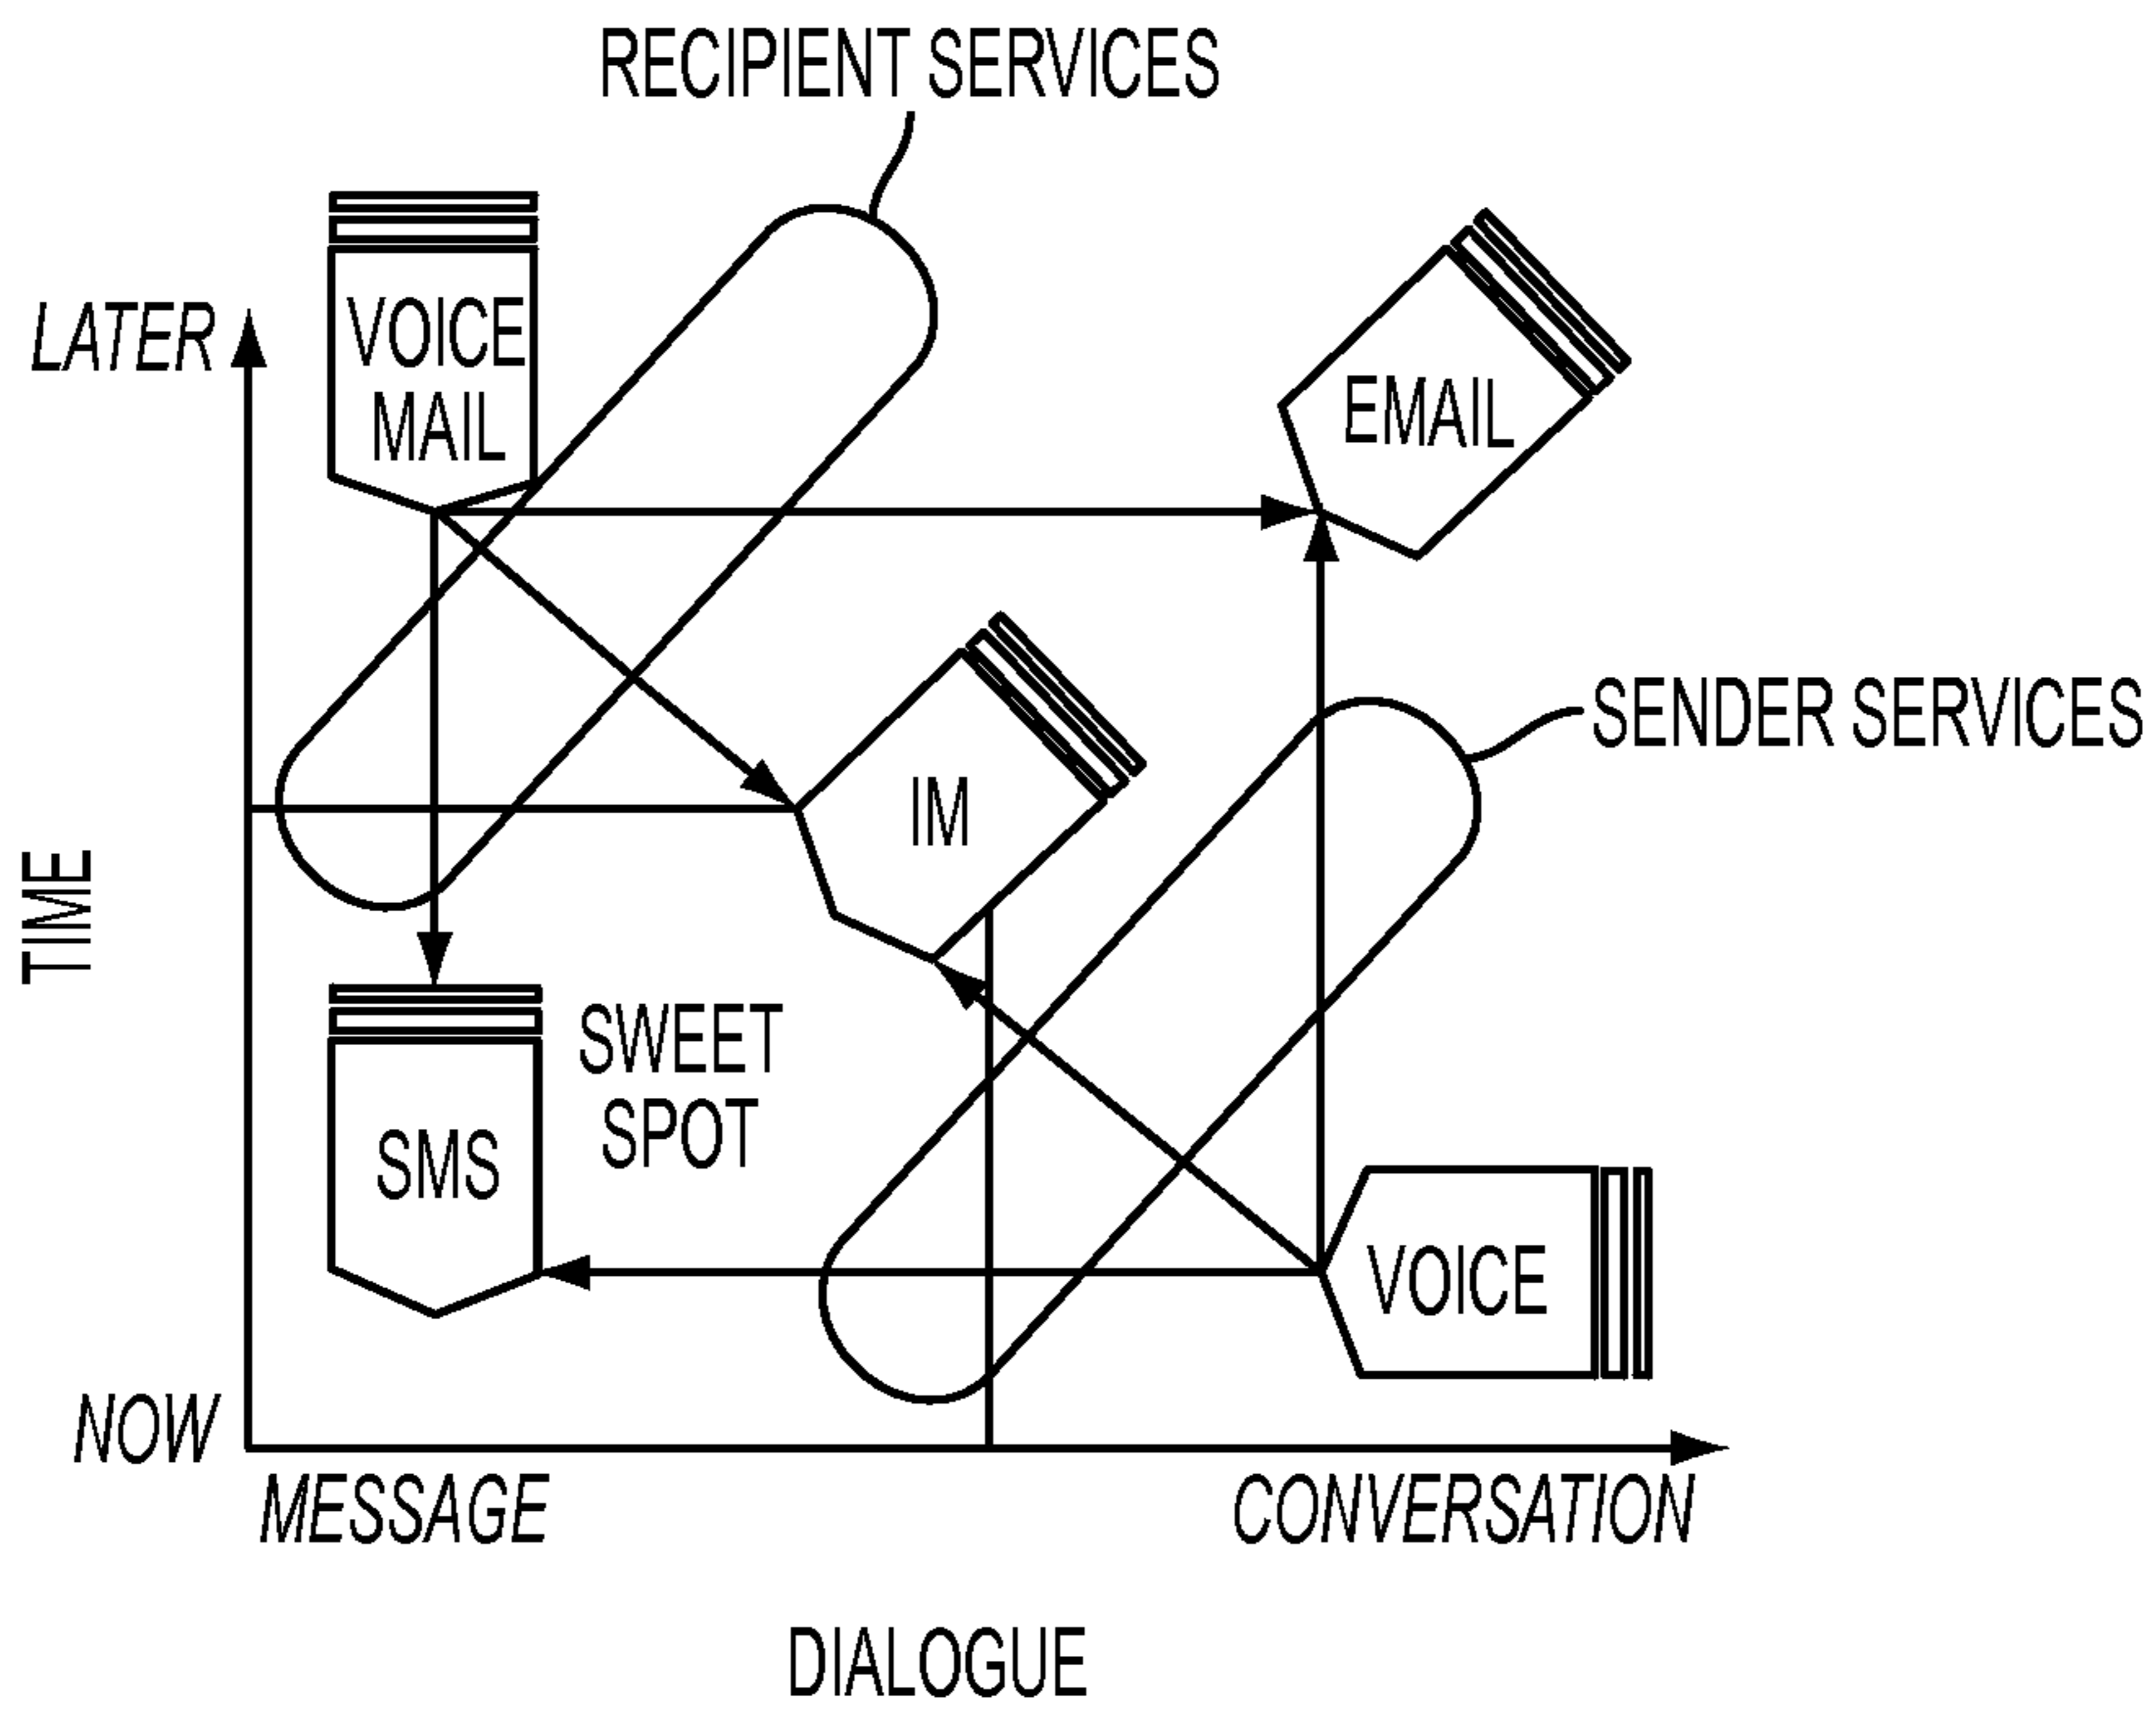 RECIPIENT SERVICES
LATER
VOICE
MAIL
EMAIL
SENDER SERVICES
IM
TIME
SWEET
SPOT
SMS
VOICE
NOW
MESSAGE
CONVERSATION
DIALOGUE